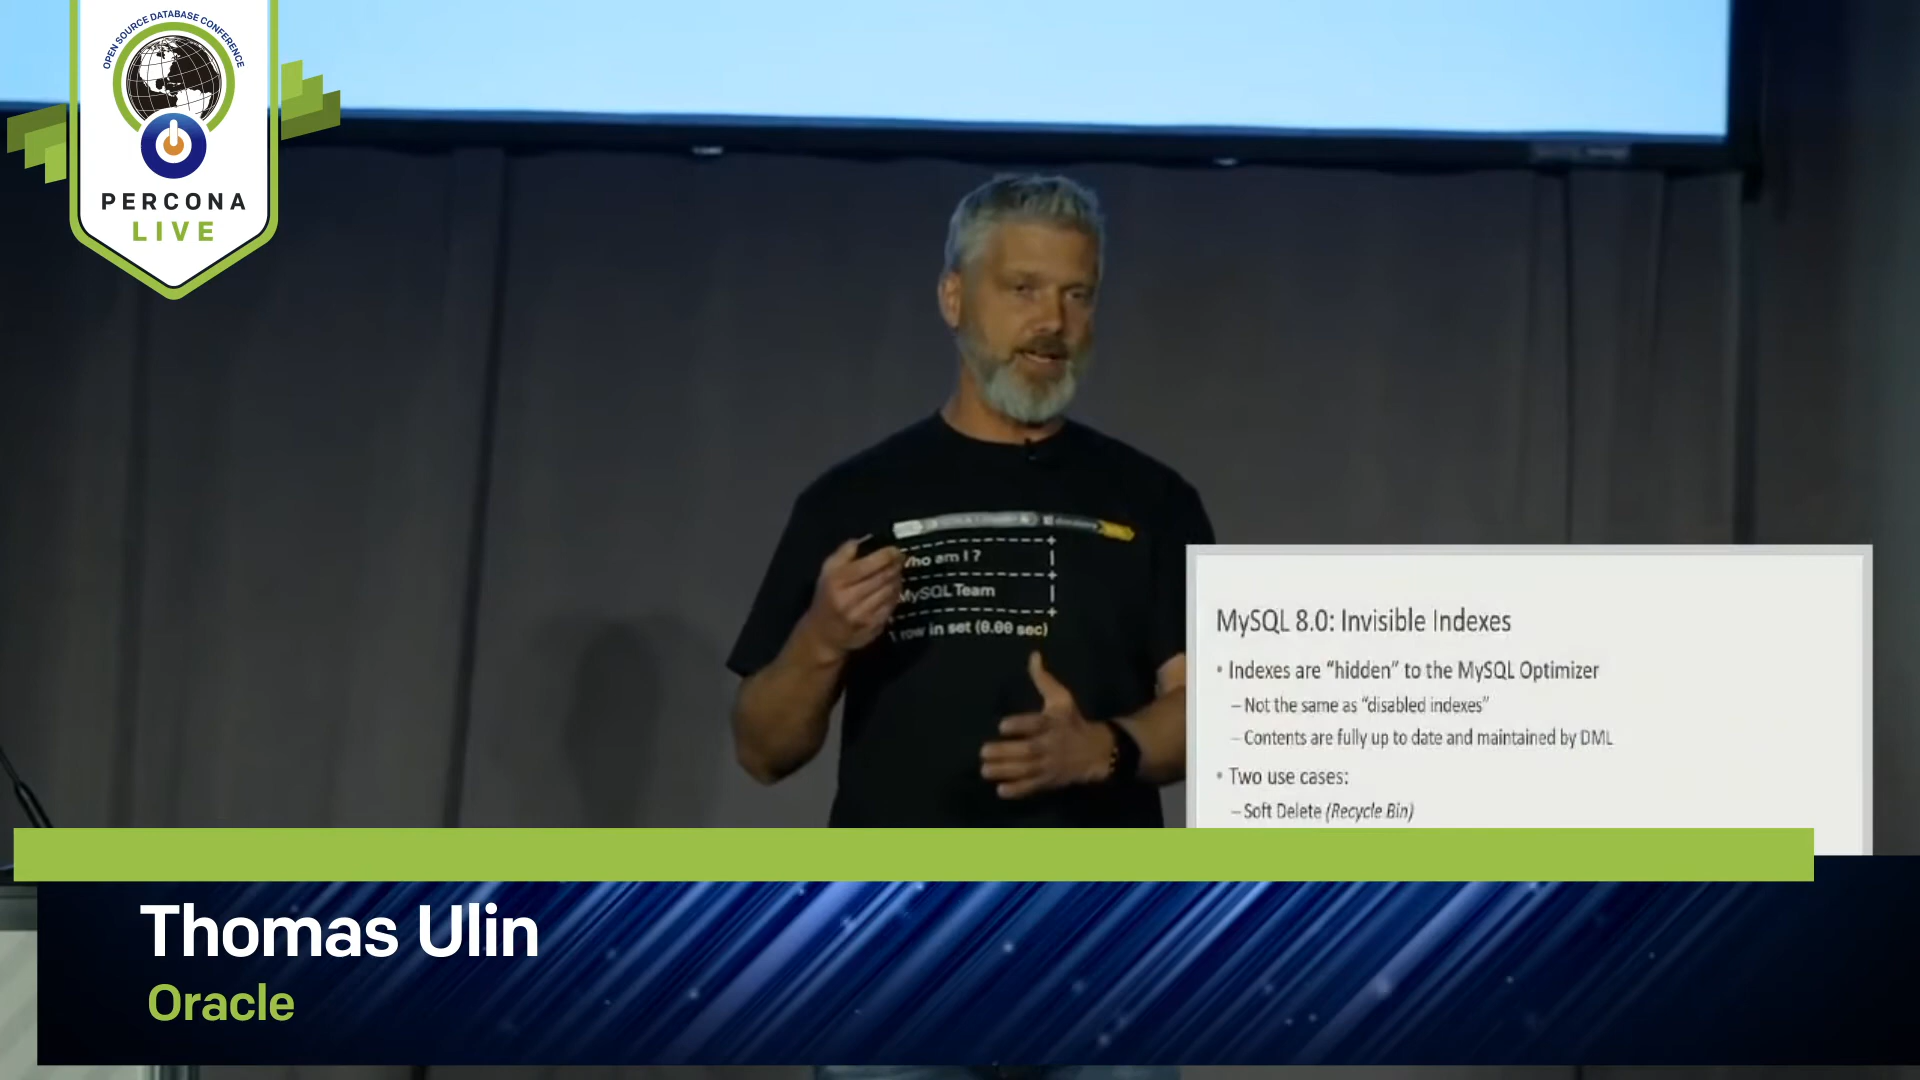 OPEN SOURCE DATABASE CONFERENCE
PERCONA
LIVE
Who am I ?
MySQL Team
1 row in set (0.00 sec)
MySQL 8.0: Invisible Indexes
• Indexes are “hidden” to the MySQL Optimizer
– Not the same as “disabled indexes”
– Contents are fully up to date and maintained by DML
• Two use cases:
– Soft Delete (Recycle Bin)
Thomas Ulin
Oracle